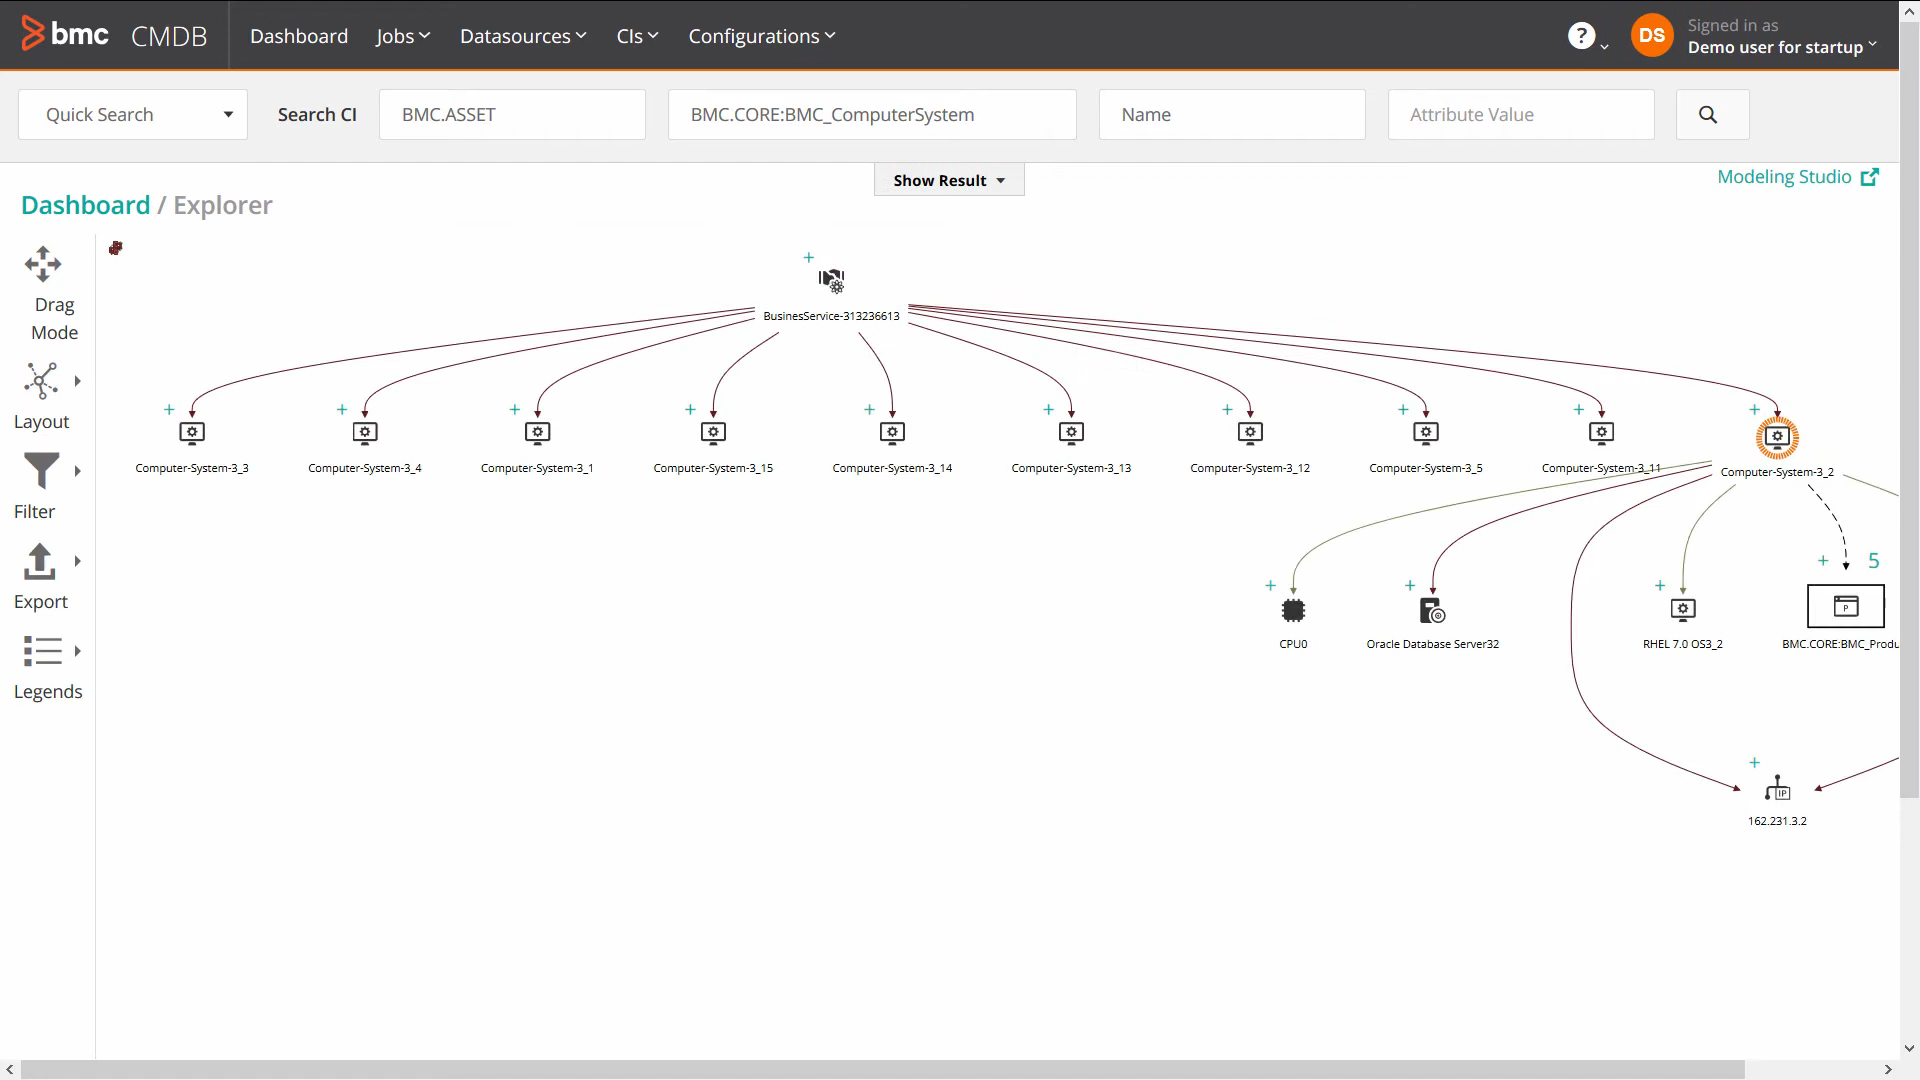 bmc CMDB Dashboard Jobs Datasources CIs Configurations ? DS Signed in as
Demo user for startup
Quick Search Search CI BMC.ASSET BMC.CORE:BMC_ComputerSystem Name Attribute Value
Show Result
Modeling Studio
Dashboard / Explorer
Drag
Mode
Layout
Filter
Export
Legends
BusinesService-313236613
Computer-System-3_3
Computer-System-3_4
Computer-System-3_1
Computer-System-3_15
Computer-System-3_14
Computer-System-3_13
Computer-System-3_12
Computer-System-3_5
Computer-System-3_11
Computer-System-3_2
5
P
CPU0
Oracle Database Server32
RHEL 7.0 OS3_2
BMC.CORE:BMC_Produ
IP
162.231.3.2